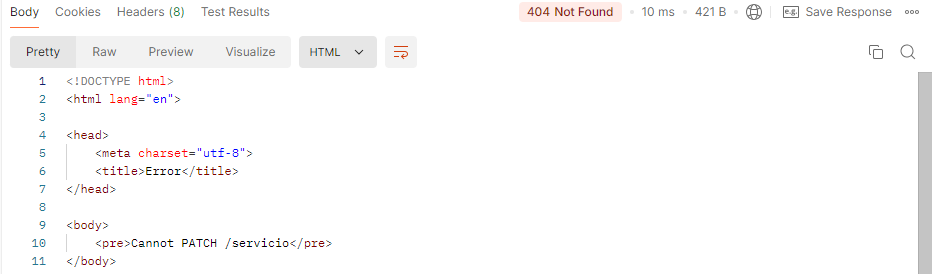 Body Cookies Headers (8) Test Results 404 Not Found 10 ms 421 B e.g. Save Response
Pretty Raw Preview Visualize HTML
1 <!DOCTYPE html>
2 <html lang="en">
3
4 <head>
5 <meta charset="utf-8">
6 <title>Error</title>
7 </head>
8
9 <body>
10 <pre>Cannot PATCH /servicio</pre>
11 </body>